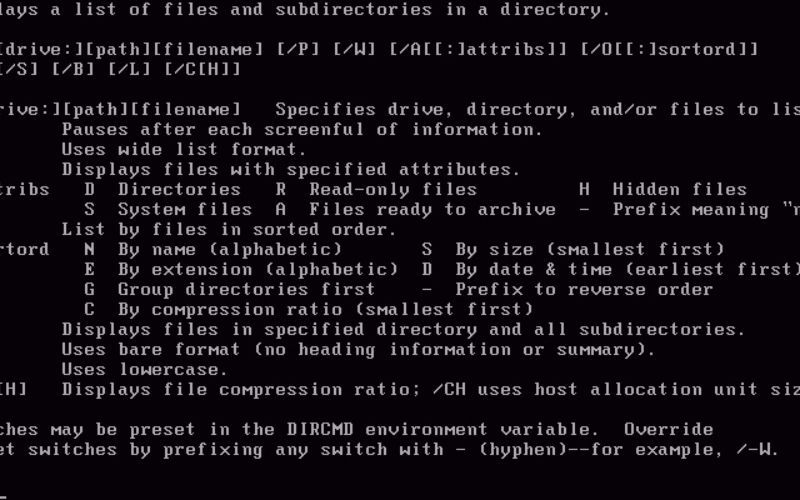 lays a list of files and subdirectories in a directory.
[drive:][path][filename] [/P] [/W] [/A[[:]attribs]] [/O[[:]sortord]]
[/S] [/B] [/L] [/C[H]]
rive:][path][filename]   Specifies drive, directory, and/or files to lis
Pauses after each screenful of information.
Uses wide list format.
Displays files with specified attributes.
tribs   D  Directories   R  Read-only files         H  Hidden files
S  System files  A  Files ready to archive  -  Prefix meaning "n
List by files in sorted order.
rtord   N  By name (alphabetic)       S  By size (smallest first)
E  By extension (alphabetic)  D  By date & time (earliest first)
G  Group directories first    -  Prefix to reverse order
C  By compression ratio (smallest first)
Displays files in specified directory and all subdirectories.
Uses bare format (no heading information or summary).
Uses lowercase.
[H]   Displays file compression ratio; /CH uses host allocation unit siz
ches may be preset in the DIRCMD environment variable.  Override
et switches by prefixing any switch with - (hyphen)--for example, /-W.